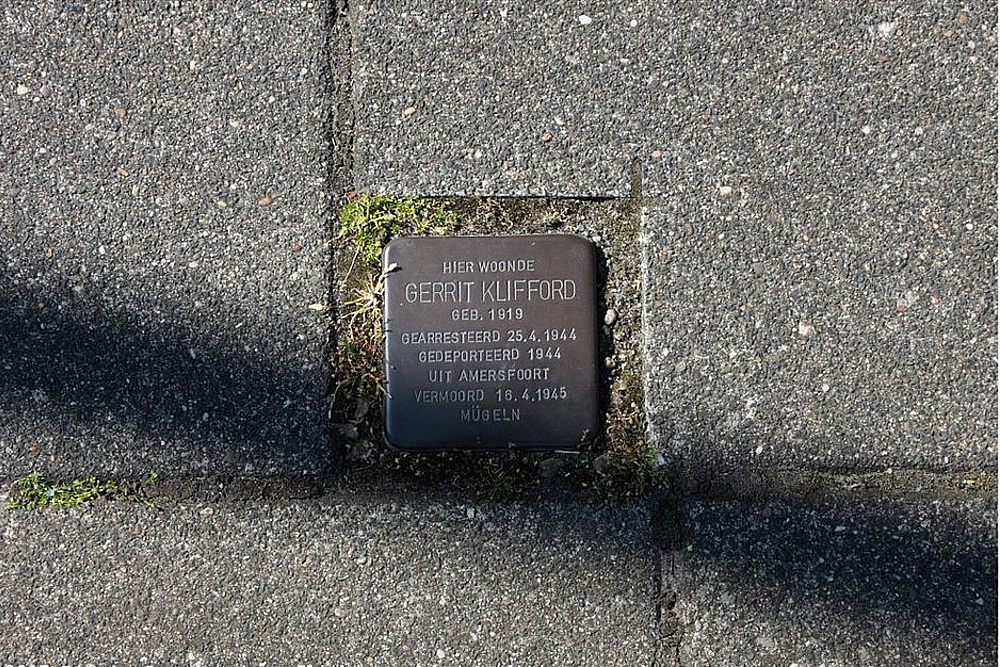 HIER WOONDE
GERRIT KLIFFORD
GEB. 1919
GEARRESTEERD 25.4.1944
GEDEPORTEERD 1944
UIT AMERSFOORT
VERMOORD 16.4.1945
MÜGELN